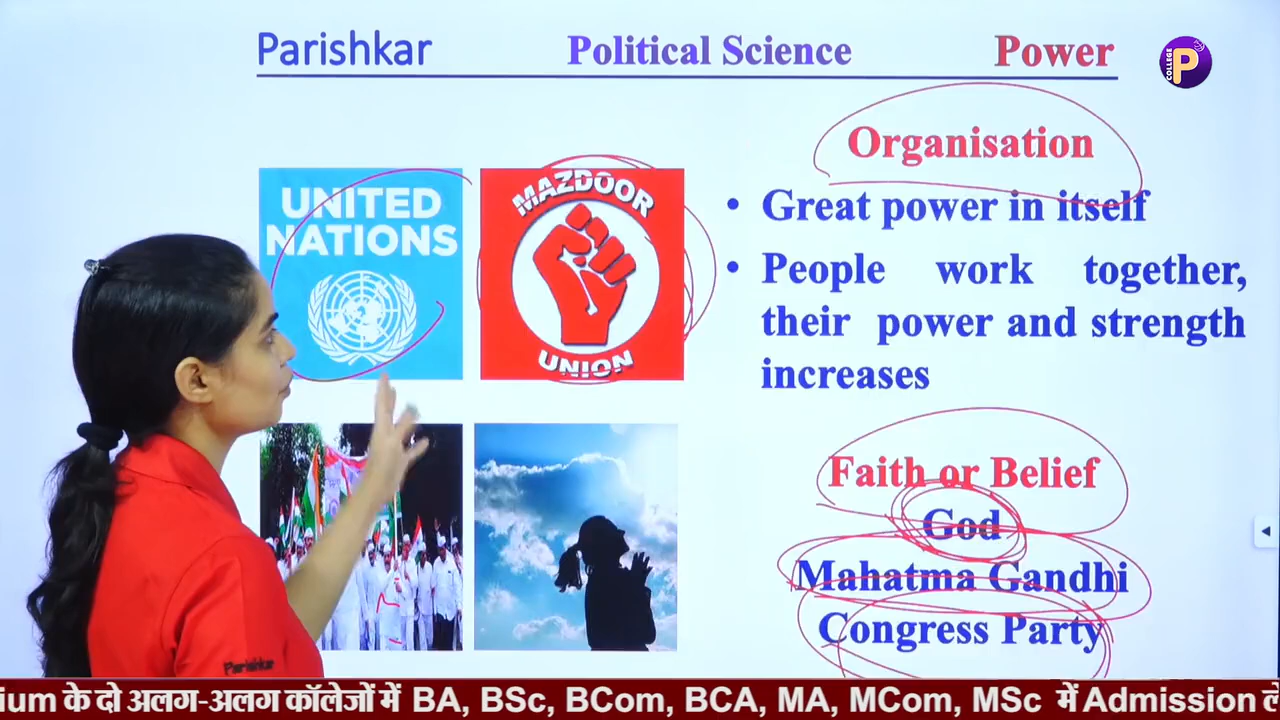 Parishkar Political Science Power
COLLEGE
P
Organisation
• Great power in itself
• People work together,
their power and strength
increases
UNITED
NATIONS
MAZDOOR
UNION
Faith or Belief
God
Mahatma Gandhi
Congress Party
Parishkar
ium के दो अलग-अलग कॉलेजों में BA, BSc, BCom, BCA, MA, MCom, MSc में Admission ले